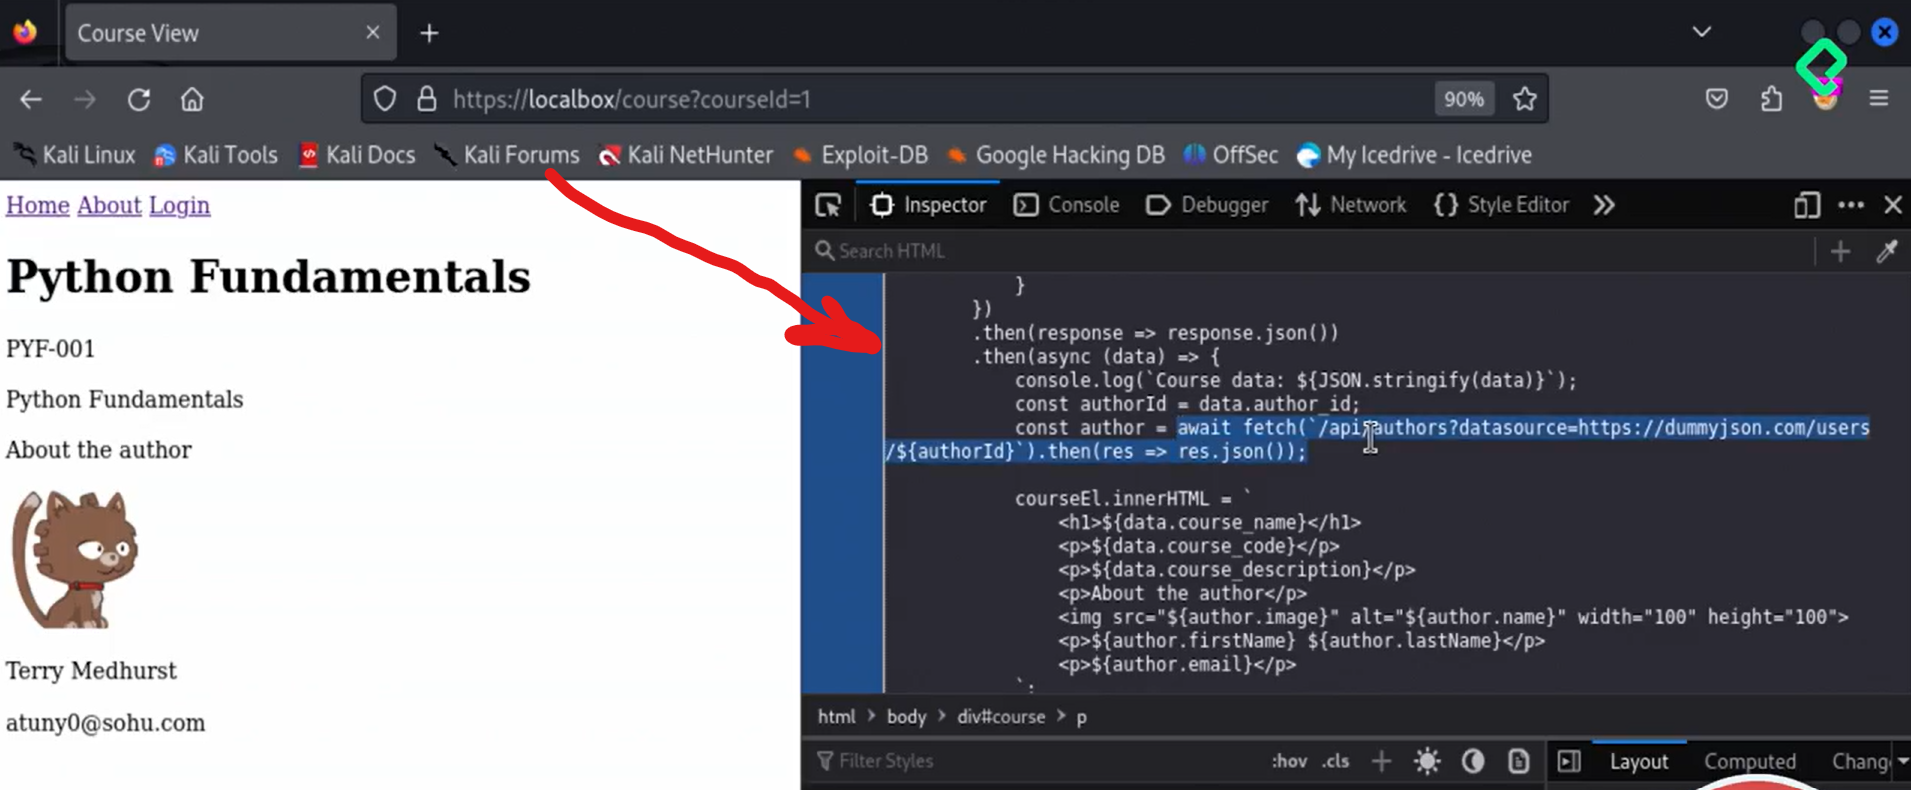 Course View
https://localbox/course?courseId=1
90%
Kali Linux Kali Tools Kali Docs Kali Forums Kali NetHunter Exploit-DB Google Hacking DB OffSec My Icedrive - Icedrive
Home About Login
Python Fundamentals
PYF-001
Python Fundamentals
About the author
Terry Medhurst
atuny0@sohu.com
Inspector Console Debugger Network Style Editor
Search HTML
}
})
.then(response => response.json())
.then(async (data) => {
console.log(`Course data: ${JSON.stringify(data)}`);
const authorId = data.author_id;
const author = await fetch(`/api/authors?datasource=https://dummyjson.com/users
/${authorId}`).then(res => res.json());
courseEl.innerHTML = `
<h1>${data.course_name}</h1>
<p>${data.course_code}</p>
<p>${data.course_description}</p>
<p>About the author</p>
<img src="${author.image}" alt="${author.name}" width="100" height="100">
<p>${author.firstName} ${author.lastName}</p>
<p>${author.email}</p>
`;
html > body > div#course > p
Filter Styles :hov .cls + Layout Computed Chang